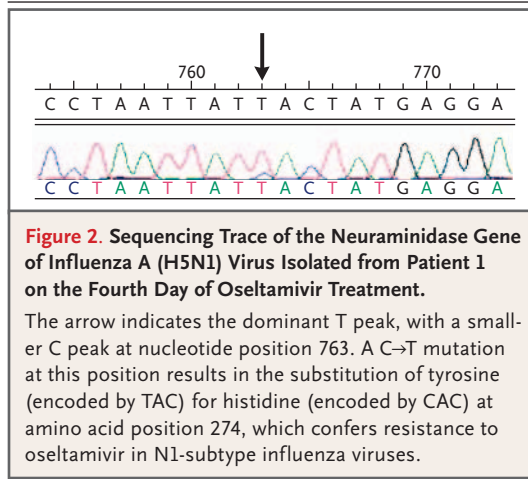 760 770
C C T A A T T A T T A C T A T G A G G A
C C T A A T T A T T A C T A T G A G G A
Figure 2. Sequencing Trace of the Neuraminidase Gene
of Influenza A (H5N1) Virus Isolated from Patient 1
on the Fourth Day of Oseltamivir Treatment.
The arrow indicates the dominant T peak, with a small-
er C peak at nucleotide position 763. A C→T mutation
at this position results in the substitution of tyrosine
(encoded by TAC) for histidine (encoded by CAC) at
amino acid position 274, which confers resistance to
oseltamivir in N1-subtype influenza viruses.